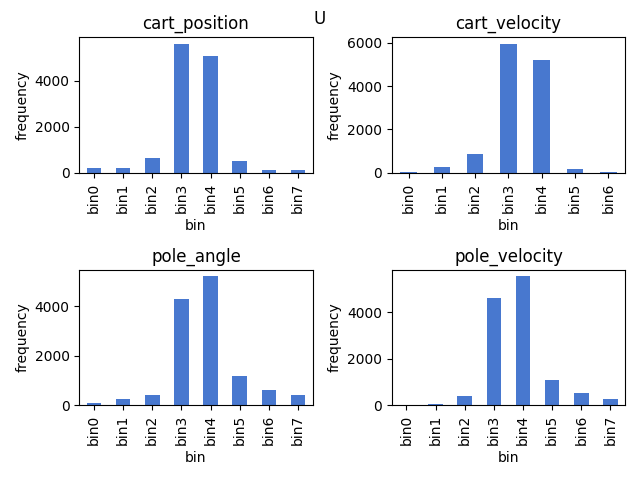 U
cart_position
cart_velocity
frequency
4000
2000
0
bin0 bin1 bin2 bin3 bin4 bin5 bin6 bin7
bin
frequency
6000
4000
2000
0
bin0 bin1 bin2 bin3 bin4 bin5 bin6
bin
pole_angle
pole_velocity
frequency
4000
2000
0
bin0 bin1 bin2 bin3 bin4 bin5 bin6 bin7
bin
frequency
4000
2000
0
bin0 bin1 bin2 bin3 bin4 bin5 bin6 bin7
bin